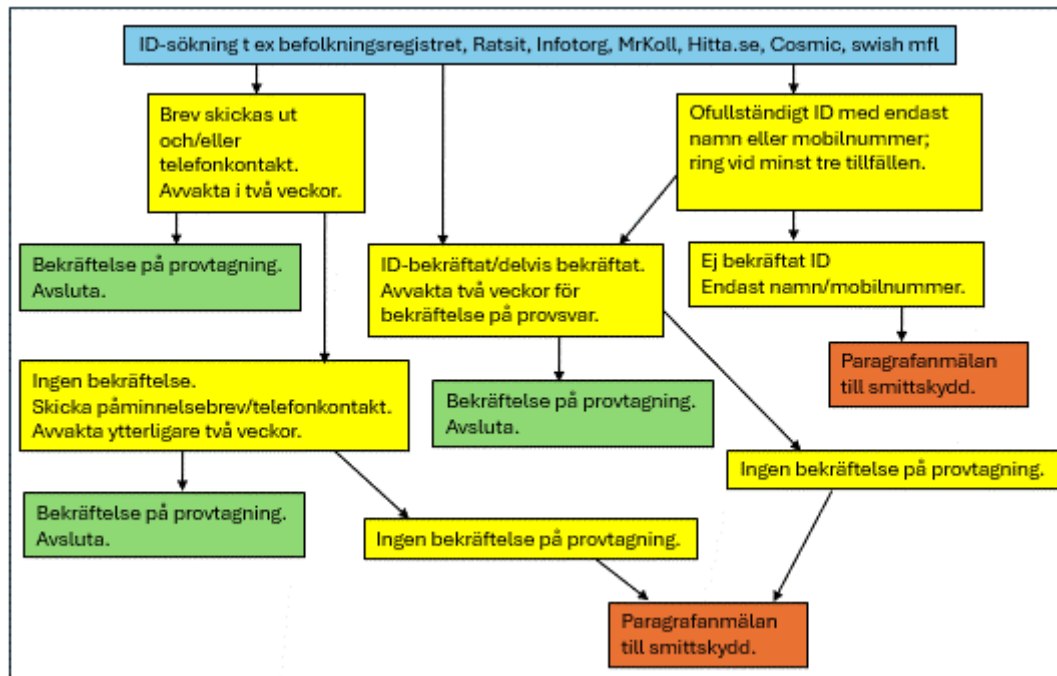 ID-sökning t ex befolkningsregistret, Ratsit, Infotorg, MrKoll, Hitta.se, Cosmic, swish mfl
Brev skickas ut
och/eller
telefonkontakt.
Avvakta i två veckor.
Ofullständigt ID med endast
namn eller mobilnummer;
ring vid minst tre tillfällen.
Bekräftelse på provtagning.
Avsluta.
ID-bekräftat/delvis bekräftat.
Avvakta två veckor för
bekräftelse på provsvar.
Ej bekräftat ID
Endast namn/mobilnummer.
Paragrafanmälan
till smittskydd.
Ingen bekräftelse.
Skicka påminnelsebrev/telefonkontakt.
Avvakta ytterligare två veckor.
Bekräftelse på provtagning.
Avsluta.
Ingen bekräftelse på provtagning.
Bekräftelse på provtagning.
Avsluta.
Ingen bekräftelse på provtagning.
Paragrafanmälan
till smittskydd.